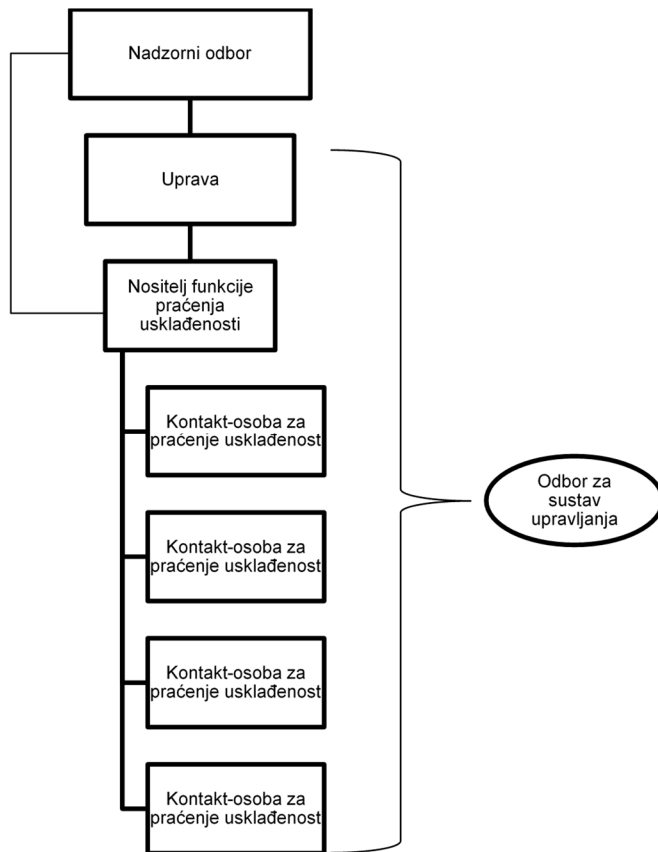 Nadzorni odbor
Uprava
Nositelj funkcije
praćenja
usklađenosti
Kontakt-osoba za
praćenje usklađenost
Kontakt-osoba za
praćenje usklađenost
Kontakt-osoba za
praćenje usklađenost
Kontakt-osoba za
praćenje usklađenost
Odbor za
sustav
upravljanja